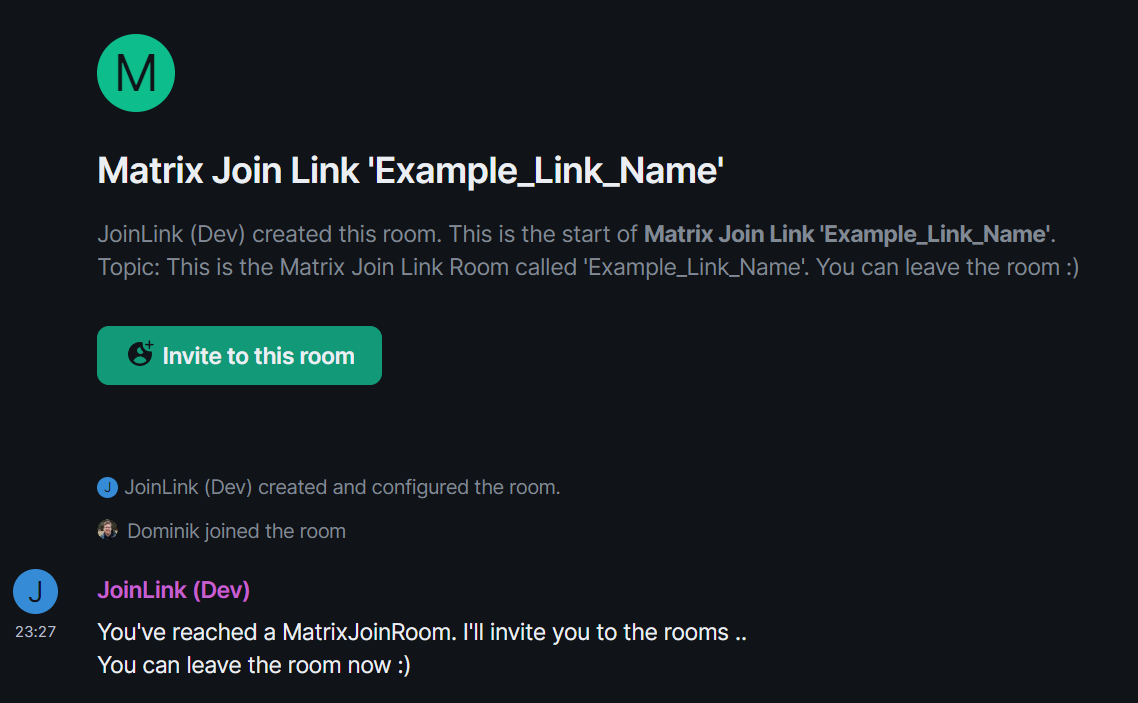 M
Matrix Join Link 'Example_Link_Name'
JoinLink (Dev) created this room. This is the start of Matrix Join Link 'Example_Link_Name'.
Topic: This is the Matrix Join Link Room called 'Example_Link_Name'. You can leave the room :)
Invite to this room
J JoinLink (Dev) created and configured the room.
Dominik joined the room
J JoinLink (Dev)
23:27 You've reached a MatrixJoinRoom. I'll invite you to the rooms ..
You can leave the room now :)